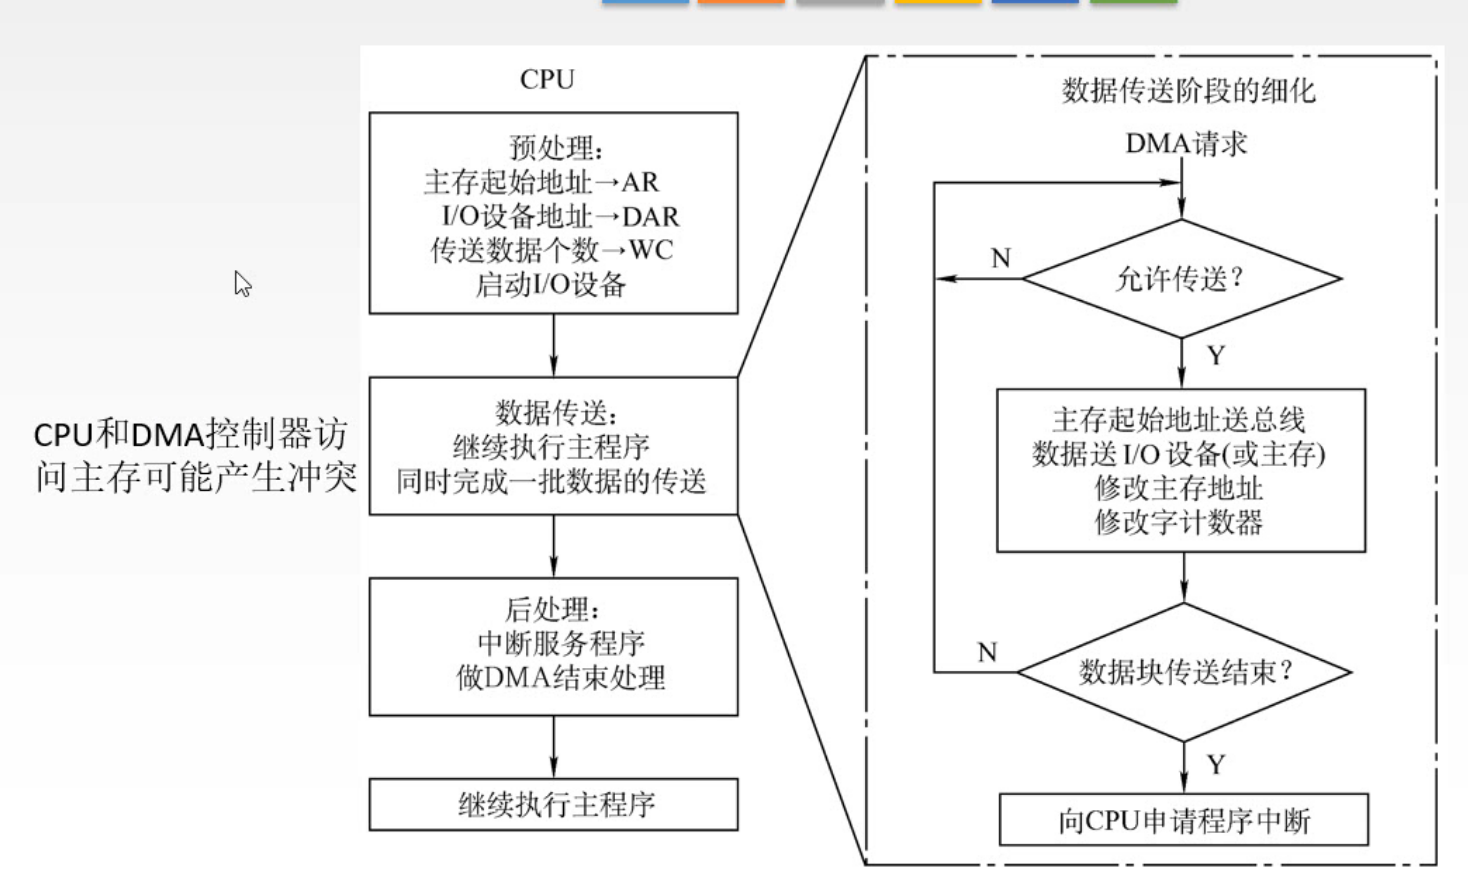 CPU
预处理：
主存起始地址→AR
I/O设备地址→DAR
传送数据个数→WC
启动I/O设备
CPU和DMA控制器访
问主存可能产生冲突
数据传送：
继续执行主程序
同时完成一批数据的传送
后处理：
中断服务程序
做DMA结束处理
继续执行主程序
数据传送阶段的细化
DMA请求
N
允许传送？
Y
主存起始地址送总线
数据送 I/O 设备(或主存)
修改主存地址
修改字计数器
N
数据块传送结束？
Y
向CPU申请程序中断